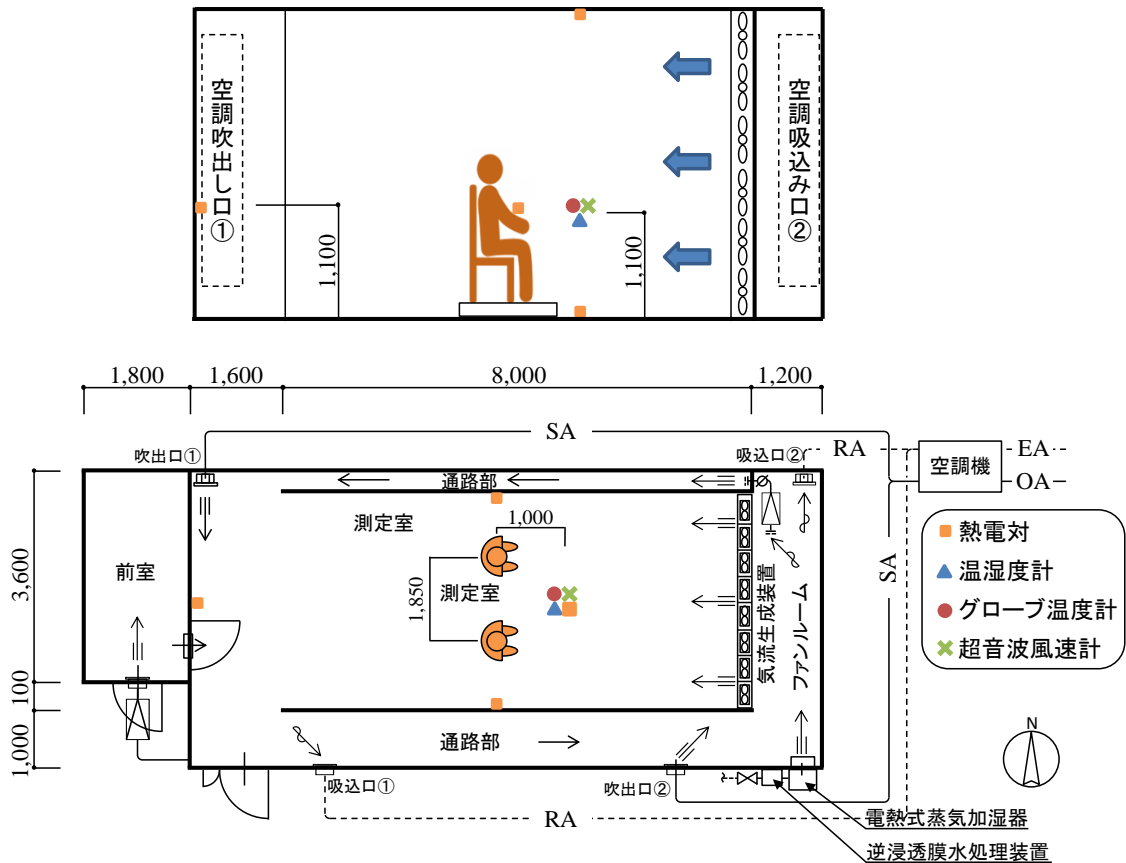 空調吹出し口①
空調吸込み口②
1,100
1,100
1,800
1,600
8,000
1,200
SA
吹出口①
吸込口②
RA
空調機
EA
OA
通路部
測定室
1,000
前室
1,850
測定室
気流生成装置
ファンルーム
SA
3,600
100
1,000
熱電対
温湿度計
グローブ温度計
超音波風速計
通路部
N
吸込口①
吹出口②
RA
電熱式蒸気加湿器
逆浸透膜水処理装置